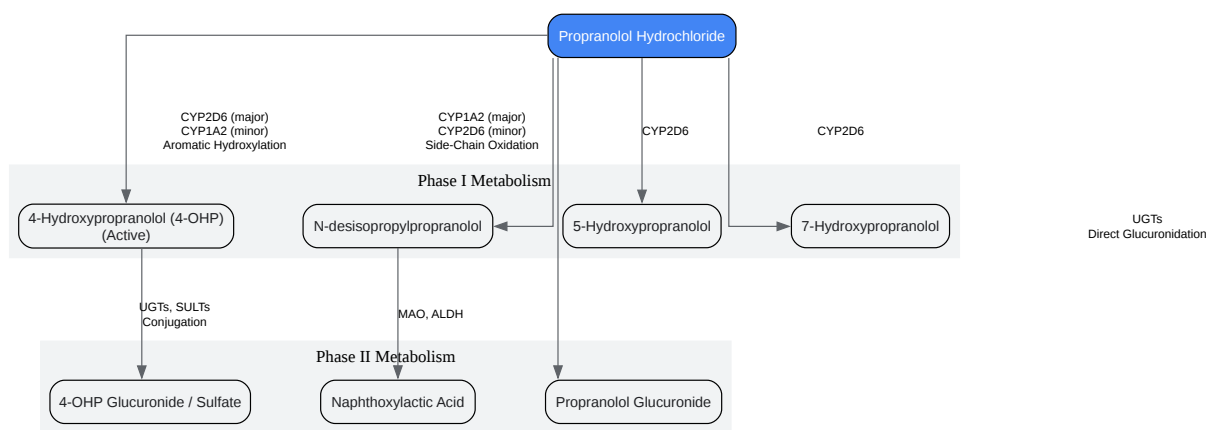 Propranolol Hydrochloride
CYP2D6 (major)
CYP1A2 (minor)
Aromatic Hydroxylation
CYP1A2 (major)
CYP2D6 (minor)
Side-Chain Oxidation
CYP2D6
CYP2D6
Phase I Metabolism
4-Hydroxypropranolol (4-OHP)
(Active)
N-desisopropylpropranolol
5-Hydroxypropranolol
7-Hydroxypropranolol
UGTs
Direct Glucuronidation
UGTs, SULTs
Conjugation
MAO, ALDH
Phase II Metabolism
4-OHP Glucuronide / Sulfate
Naphthoxylactic Acid
Propranolol Glucuronide